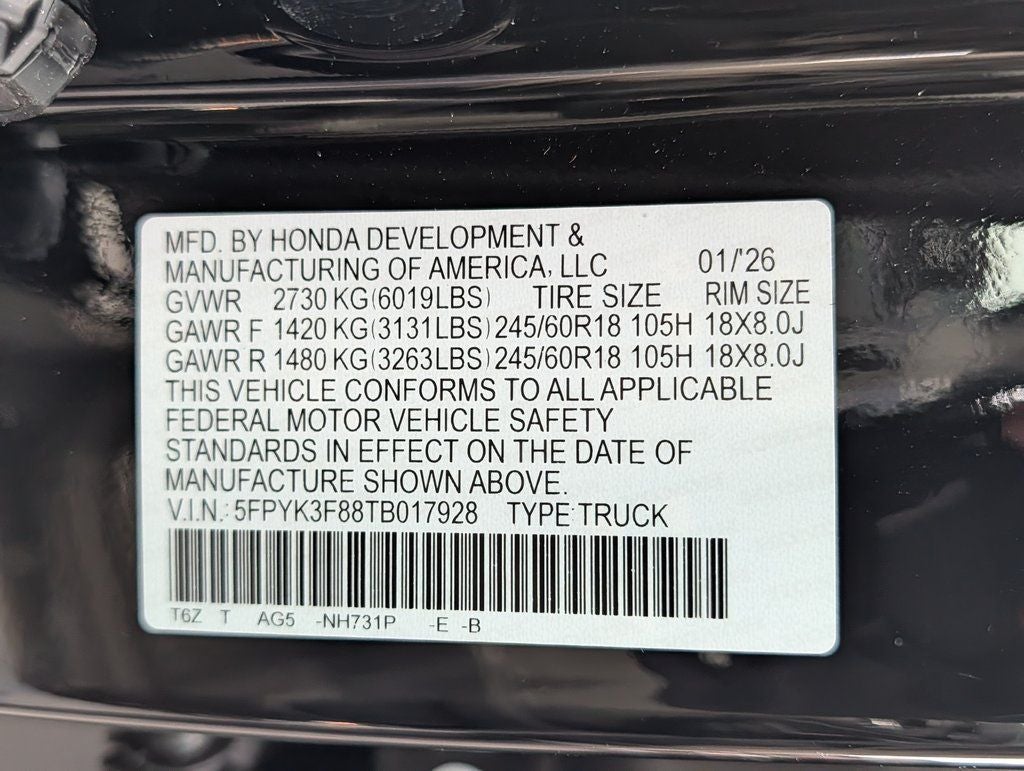 MFD. BY HONDA DEVELOPMENT &
MANUFACTURING OF AMERICA, LLC 01/'26
GVWR 2730 KG(6019LBS) TIRE SIZE RIM SIZE
GAWR F 1420 KG(3131LBS) 245/60R18 105H 18X8.0J
GAWR R 1480 KG(3263LBS) 245/60R18 105H 18X8.0J
THIS VEHICLE CONFORMS TO ALL APPLICABLE
FEDERAL MOTOR VEHICLE SAFETY
STANDARDS IN EFFECT ON THE DATE OF
MANUFACTURE SHOWN ABOVE.
V.I.N.: 5FPYK3F88TB017928 TYPE:TRUCK
T6Z T AG5 -NH731P -E -B